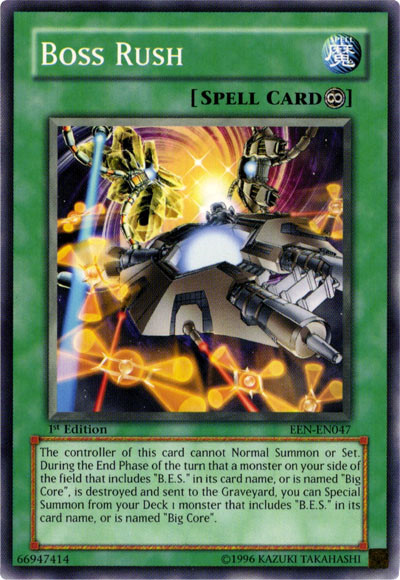 BOSS RUSH
魔
[SPELL CARD]
1st Edition
EEN-EN047
The controller of this card cannot Normal Summon or Set.
During the End Phase of the turn that a monster on your side of
the field that includes "B.E.S." in its card name, or is named "Big
Core", is destroyed and sent to the Graveyard, you can Special
Summon from your Deck 1 monster that includes "B.E.S." in its
card name, or is named "Big Core".
66947414
©1996 KAZUKI TAKAHASHI